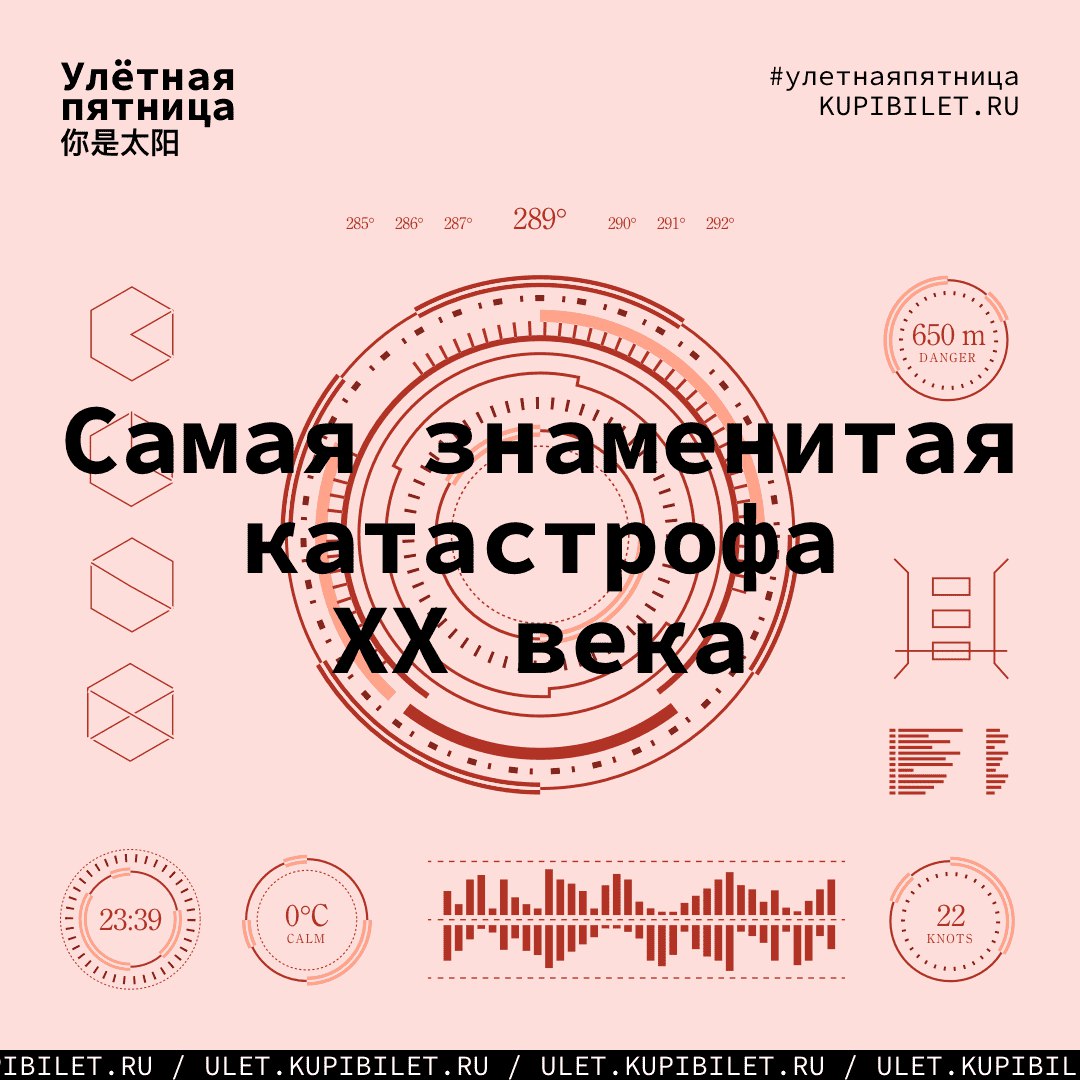 Улётная
пятница
你是太阳
#улетнаяпятница
KUPIBILET.RU
285° 286° 287° 289° 290° 291° 292°
650 m
DANGER
Самая знаменитая
катастрофа
XX века
23:39
0°C
CALM
22
KNOTS
IBILET.RU / ULET.KUPIBILET.RU / ULET.KUPIBILET.RU / ULET.KUPIBIL